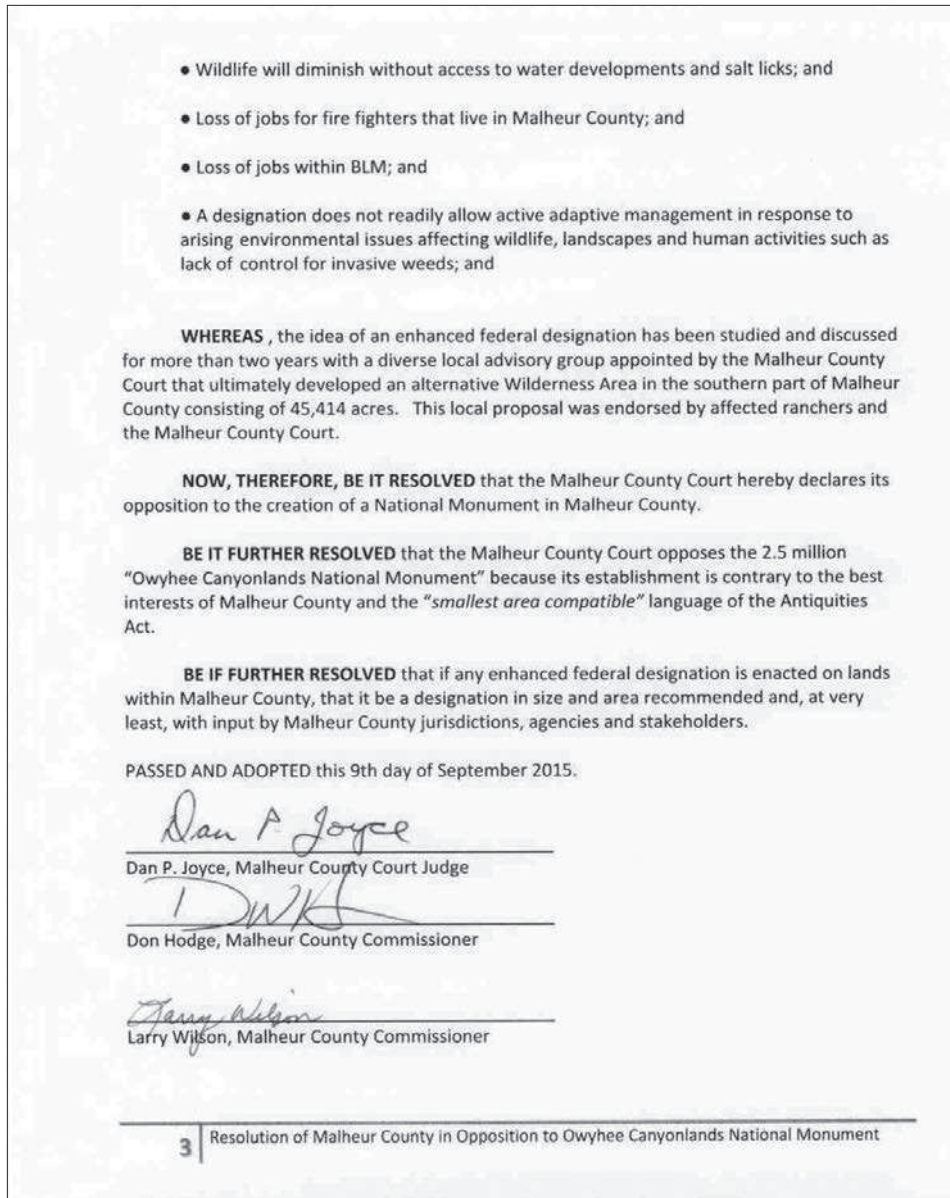 • Wildlife will diminish without access to water developments and salt licks; and
• Loss of jobs for fire fighters that live in Malheur County; and
• Loss of jobs within BLM; and
• A designation does not readily allow active adaptive management in response to
arising environmental issues affecting wildlife, landscapes and human activities such as
lack of control for invasive weeds; and
WHEREAS , the idea of an enhanced federal designation has been studied and discussed
for more than two years with a diverse local advisory group appointed by the Malheur County
Court that ultimately developed an alternative Wilderness Area in the southern part of Malheur
County consisting of 45,414 acres. This local proposal was endorsed by affected ranchers and
the Malheur County Court.
NOW, THEREFORE, BE IT RESOLVED that the Malheur County Court hereby declares its
opposition to the creation of a National Monument in Malheur County.
BE IT FURTHER RESOLVED that the Malheur County Court opposes the 2.5 million
“Owyhee Canyonlands National Monument” because its establishment is contrary to the best
interests of Malheur County and the “smallest area compatible” language of the Antiquities
Act.
BE IF FURTHER RESOLVED that if any enhanced federal designation is enacted on lands
within Malheur County, that it be a designation in size and area recommended and, at very
least, with input by Malheur County jurisdictions, agencies and stakeholders.
PASSED AND ADOPTED this 9th day of September 2015.
Dan P. Joyce
Dan P. Joyce, Malheur County Court Judge
DWH
Don Hodge, Malheur County Commissioner
Larry Wilson
Larry Wilson, Malheur County Commissioner
3 Resolution of Malheur County in Opposition to Owyhee Canyonlands National Monument